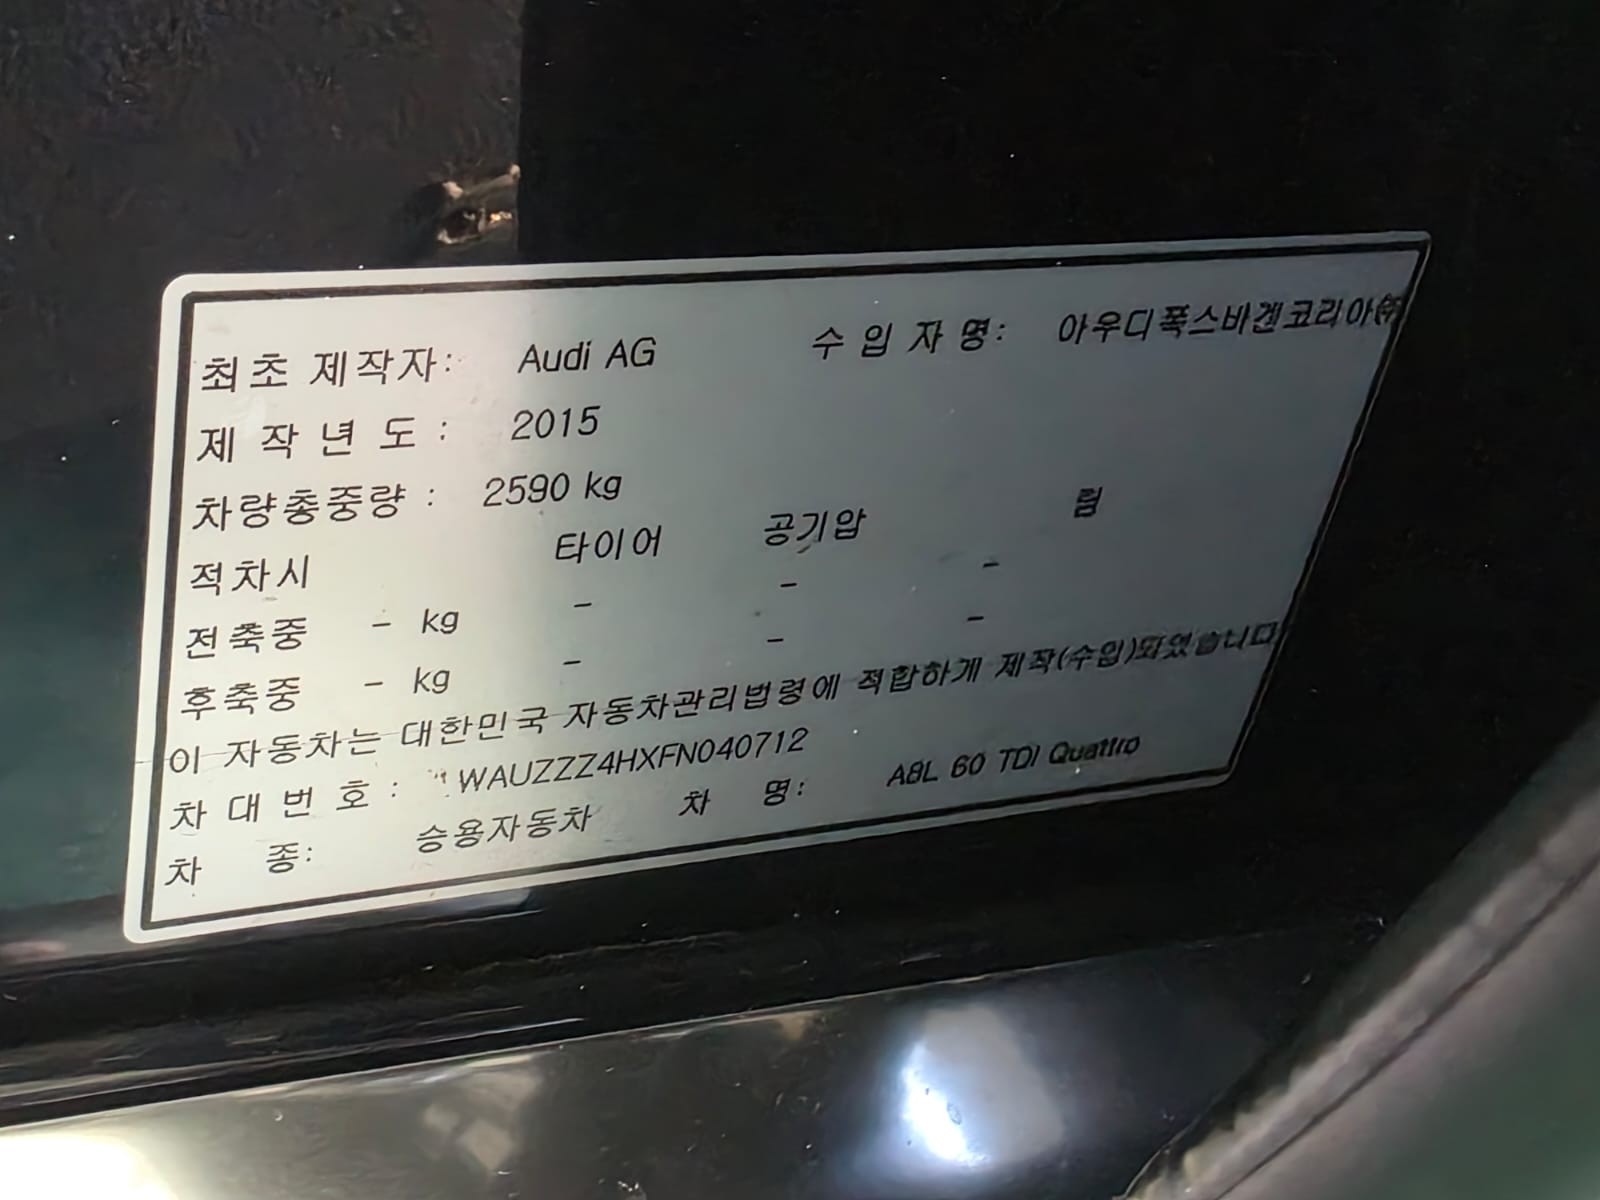 최초 제작자: Audi AG 수 입 자 명: 아우디폭스바겐코리아㈜
제 작 년 도 : 2015
차량총중량 : 2590 kg
적차시 타이어 공기압 림
전축중 - kg - - -
후축중 - kg - - -
이 자동차는 대한민국 자동차관리법령에 적합하게 제작(수입)되었습니다
차 대 번 호 : WAUZZZ4HXFN040712
차 종: 승용자동차 차 명: A8L 60 TDI Quattro